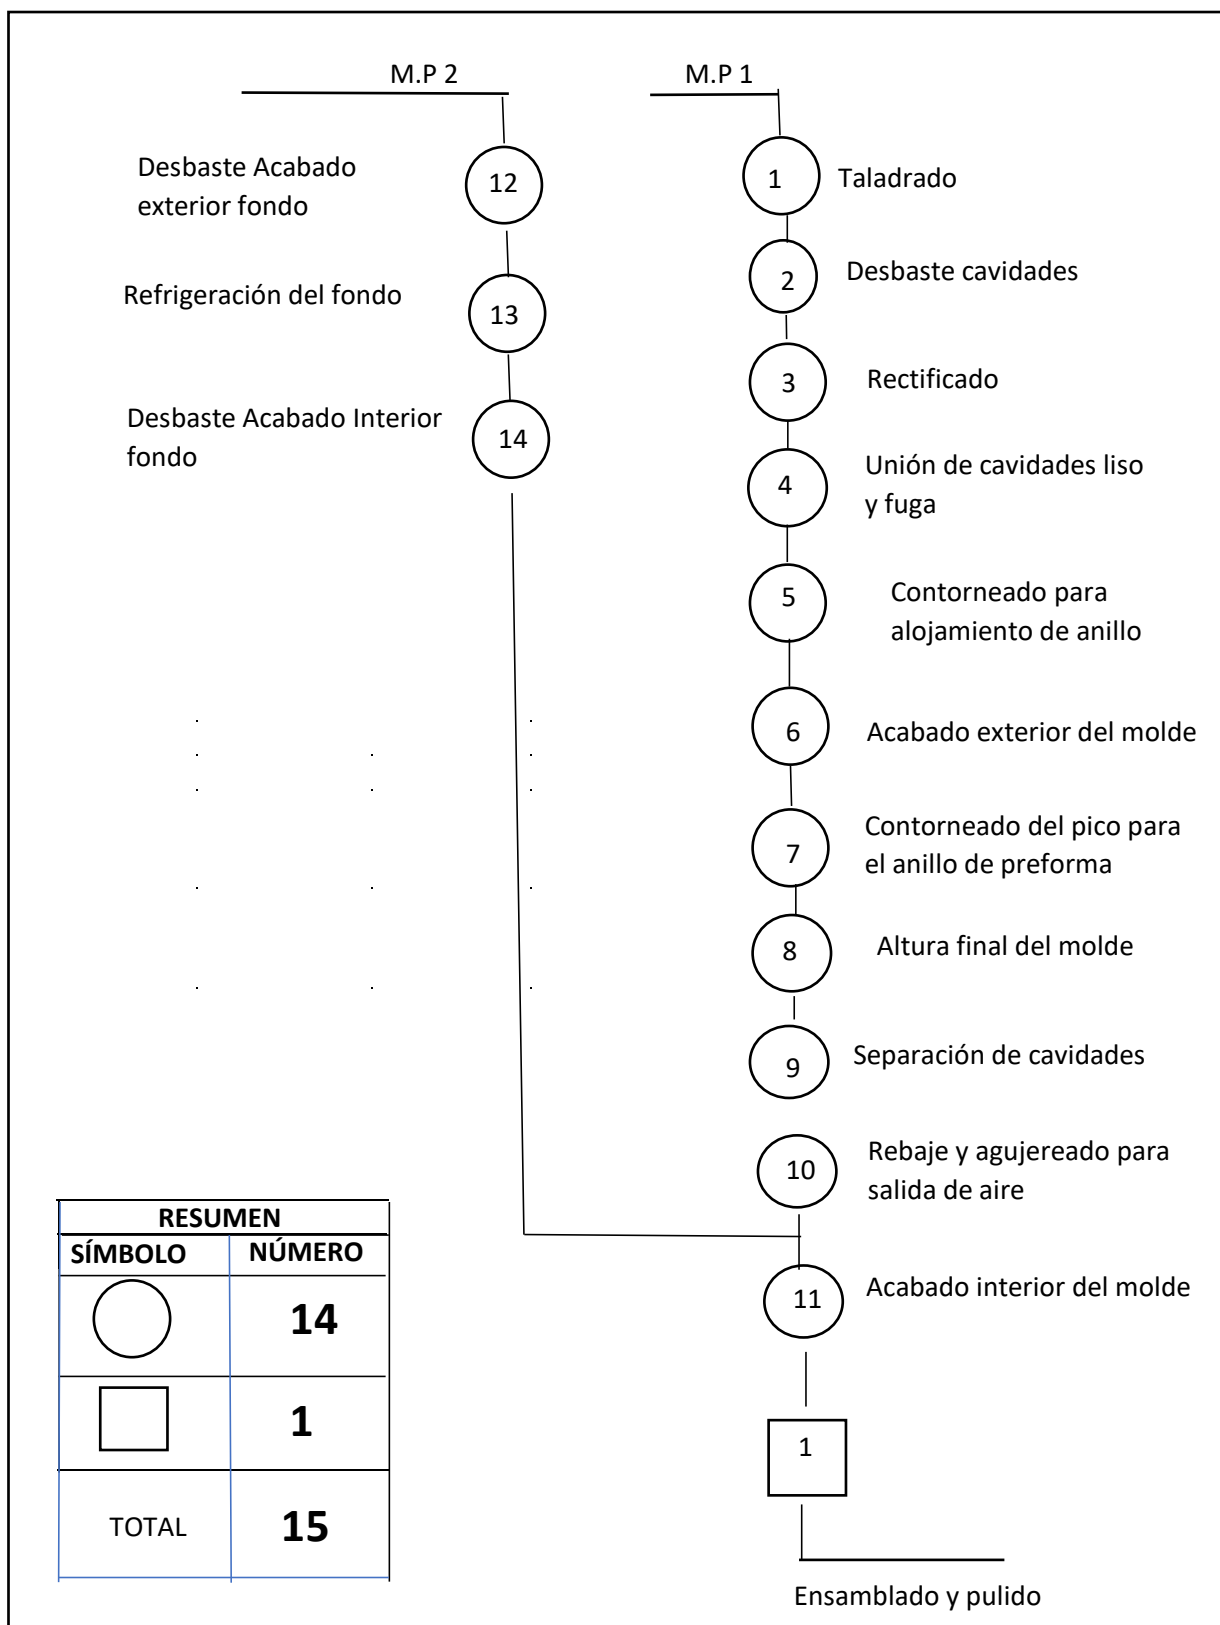 M.P 2
M.P 1
Desbaste Acabado
exterior fondo
12
1
Taladrado
2
Desbaste cavidades
Refrigeración del fondo
13
3
Rectificado
Desbaste Acabado Interior
fondo
14
4
Unión de cavidades liso
y fuga
5
Contorneado para
alojamiento de anillo
6
Acabado exterior del molde
7
Contorneado del pico para
el anillo de preforma
8
Altura final del molde
9
Separación de cavidades
10
Rebaje y agujereado para
salida de aire
11
Acabado interior del molde
1
Ensamblado y pulido
RESUMEN
SÍMBOLO NÚMERO
14
1
TOTAL 15